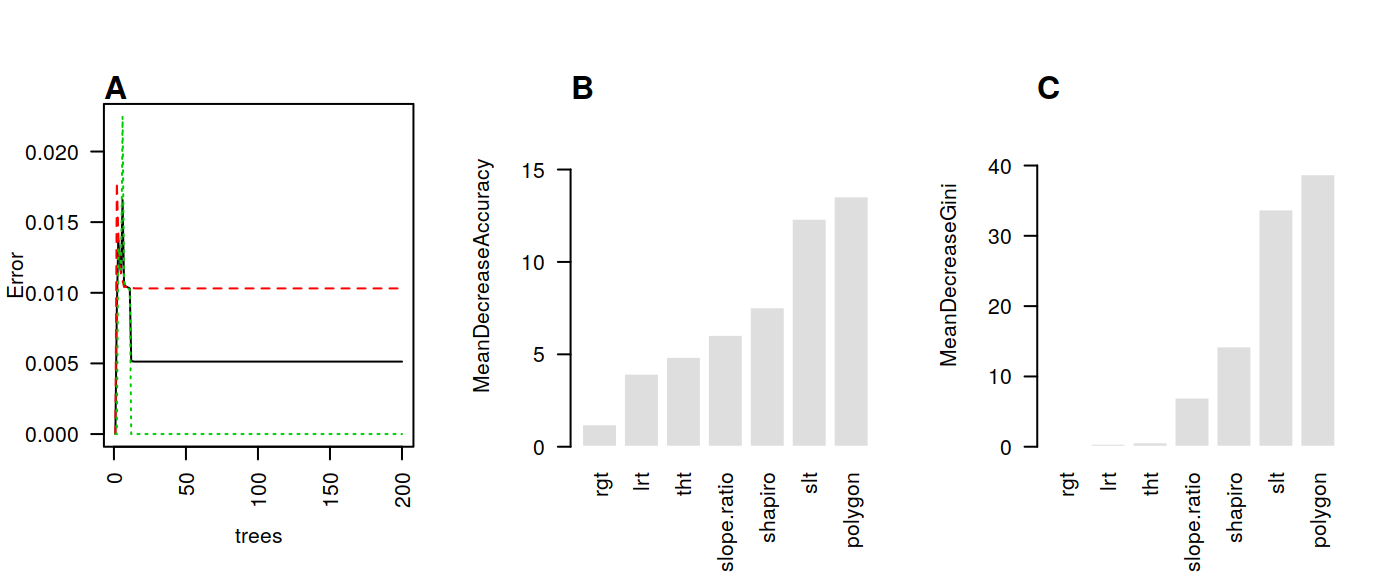 A
Error
0.020
0.015
0.010
0.005
0.000
0
50
100
150
200
trees
B
MeanDecreaseAccuracy
15
10
5
0
rgt
lrt
tht
slope.ratio
shapiro
slt
polygon
C
MeanDecreaseGini
40
30
20
10
0
rgt
lrt
tht
slope.ratio
shapiro
slt
polygon